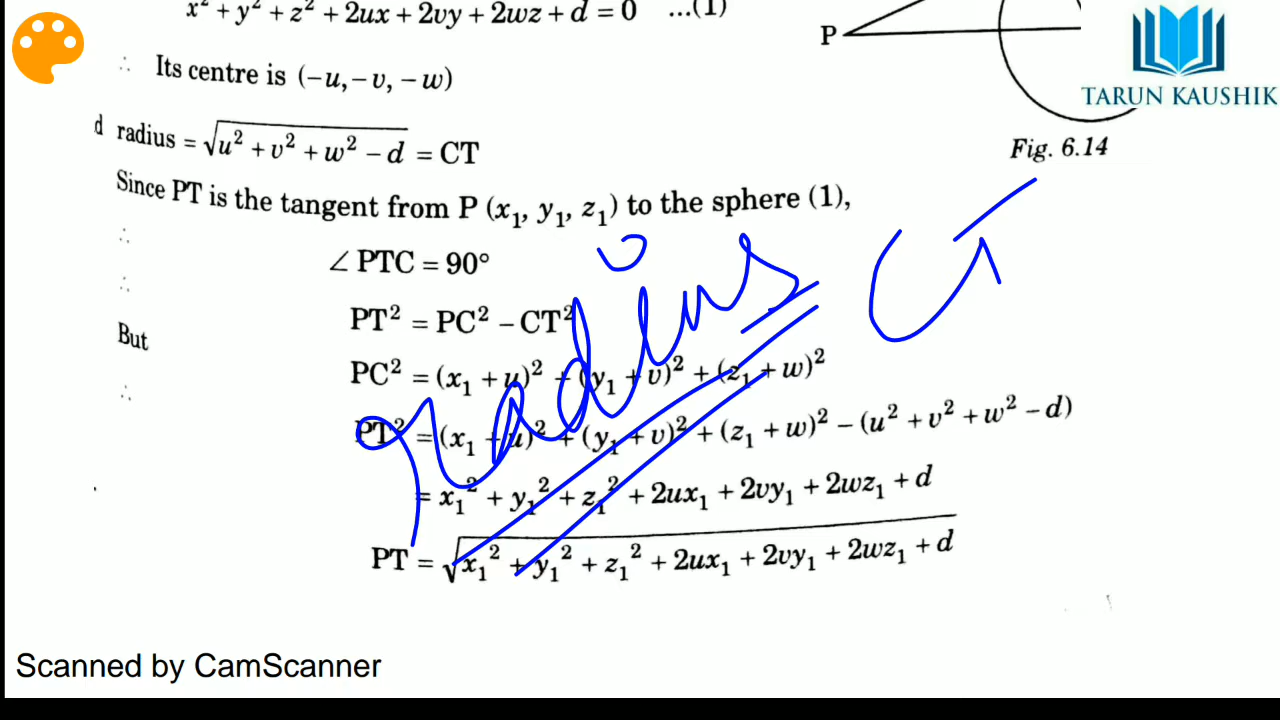 x² + y² + z² + 2ux + 2vy + 2wz + d = 0 ...(1)
P
∴ Its centre is (−u, −v, −w)
TARUN KAUSHIK
d radius = √(u² + v² + w² − d) = CT
Fig. 6.14
Since PT is the tangent from P (x₁, y₁, z₁) to the sphere (1),
∴ ∠ PTC = 90°
∴ PT² = PC² − CT²
radius CT
But PC² = (x₁ + u)² + (y₁ + v)² + (z₁ + w)²
∴ PT² = (x₁ + u)² + (y₁ + v)² + (z₁ + w)² − (u² + v² + w² − d)
= x₁² + y₁² + z₁² + 2ux₁ + 2vy₁ + 2wz₁ + d
PT = √(x₁² + y₁² + z₁² + 2ux₁ + 2vy₁ + 2wz₁ + d)
Scanned by CamScanner